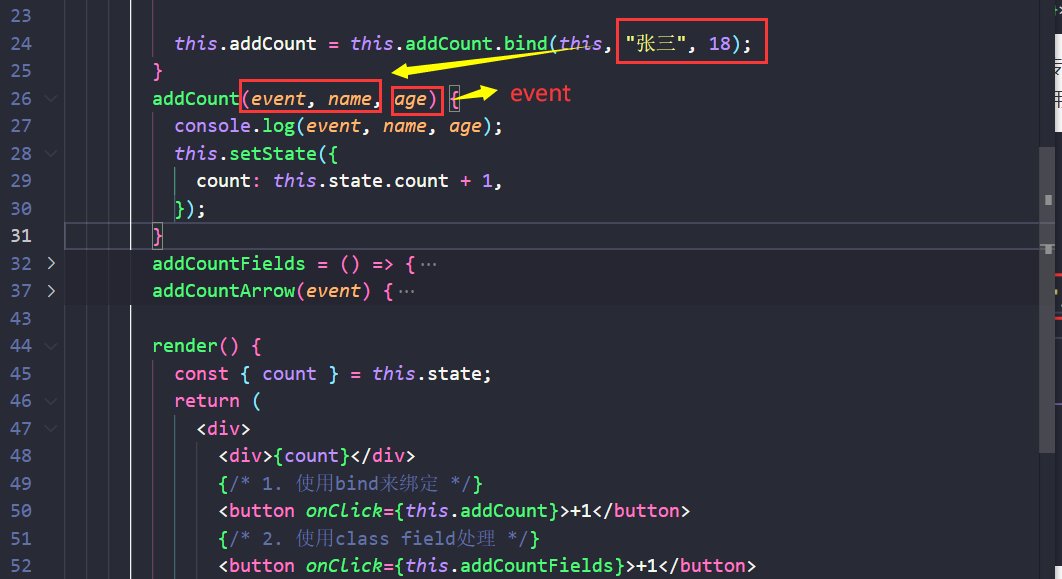 23
24 this.addCount = this.addCount.bind(this, "张三", 18);
25 }
26 addCount(event, name, age) { event
27 console.log(event, name, age);
28 this.setState({
29 count: this.state.count + 1,
30 });
31 }
32 addCountFields = () => { ···
37 addCountArrow(event) { ···
43
44 render() {
45 const { count } = this.state;
46 return (
47 <div>
48 <div>{count}</div>
49 {/* 1. 使用bind来绑定 */}
50 <button onClick={this.addCount}>+1</button>
51 {/* 2. 使用class field处理 */}
52 <button onClick={this.addCountFields}>+1</button>